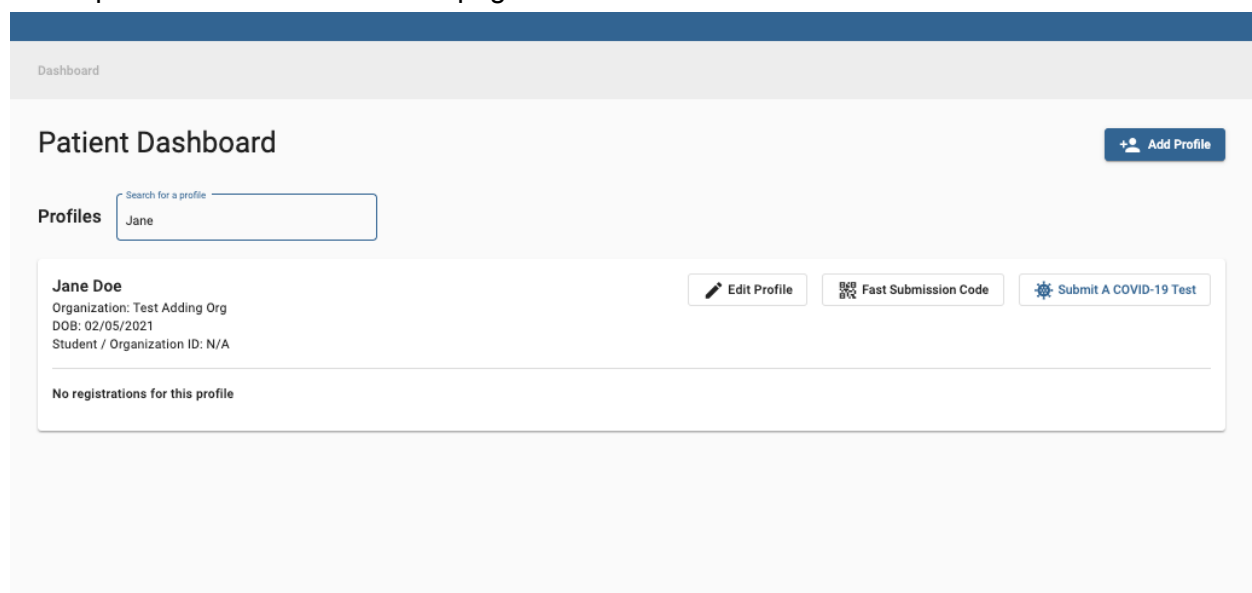 Dashboard
Patient Dashboard
Add Profile
Profiles
Search for a profile
Jane
Jane Doe
Edit Profile
Fast Submission Code
Submit A COVID-19 Test
Organization: Test Adding Org
DOB: 02/05/2021
Student / Organization ID: N/A
No registrations for this profile